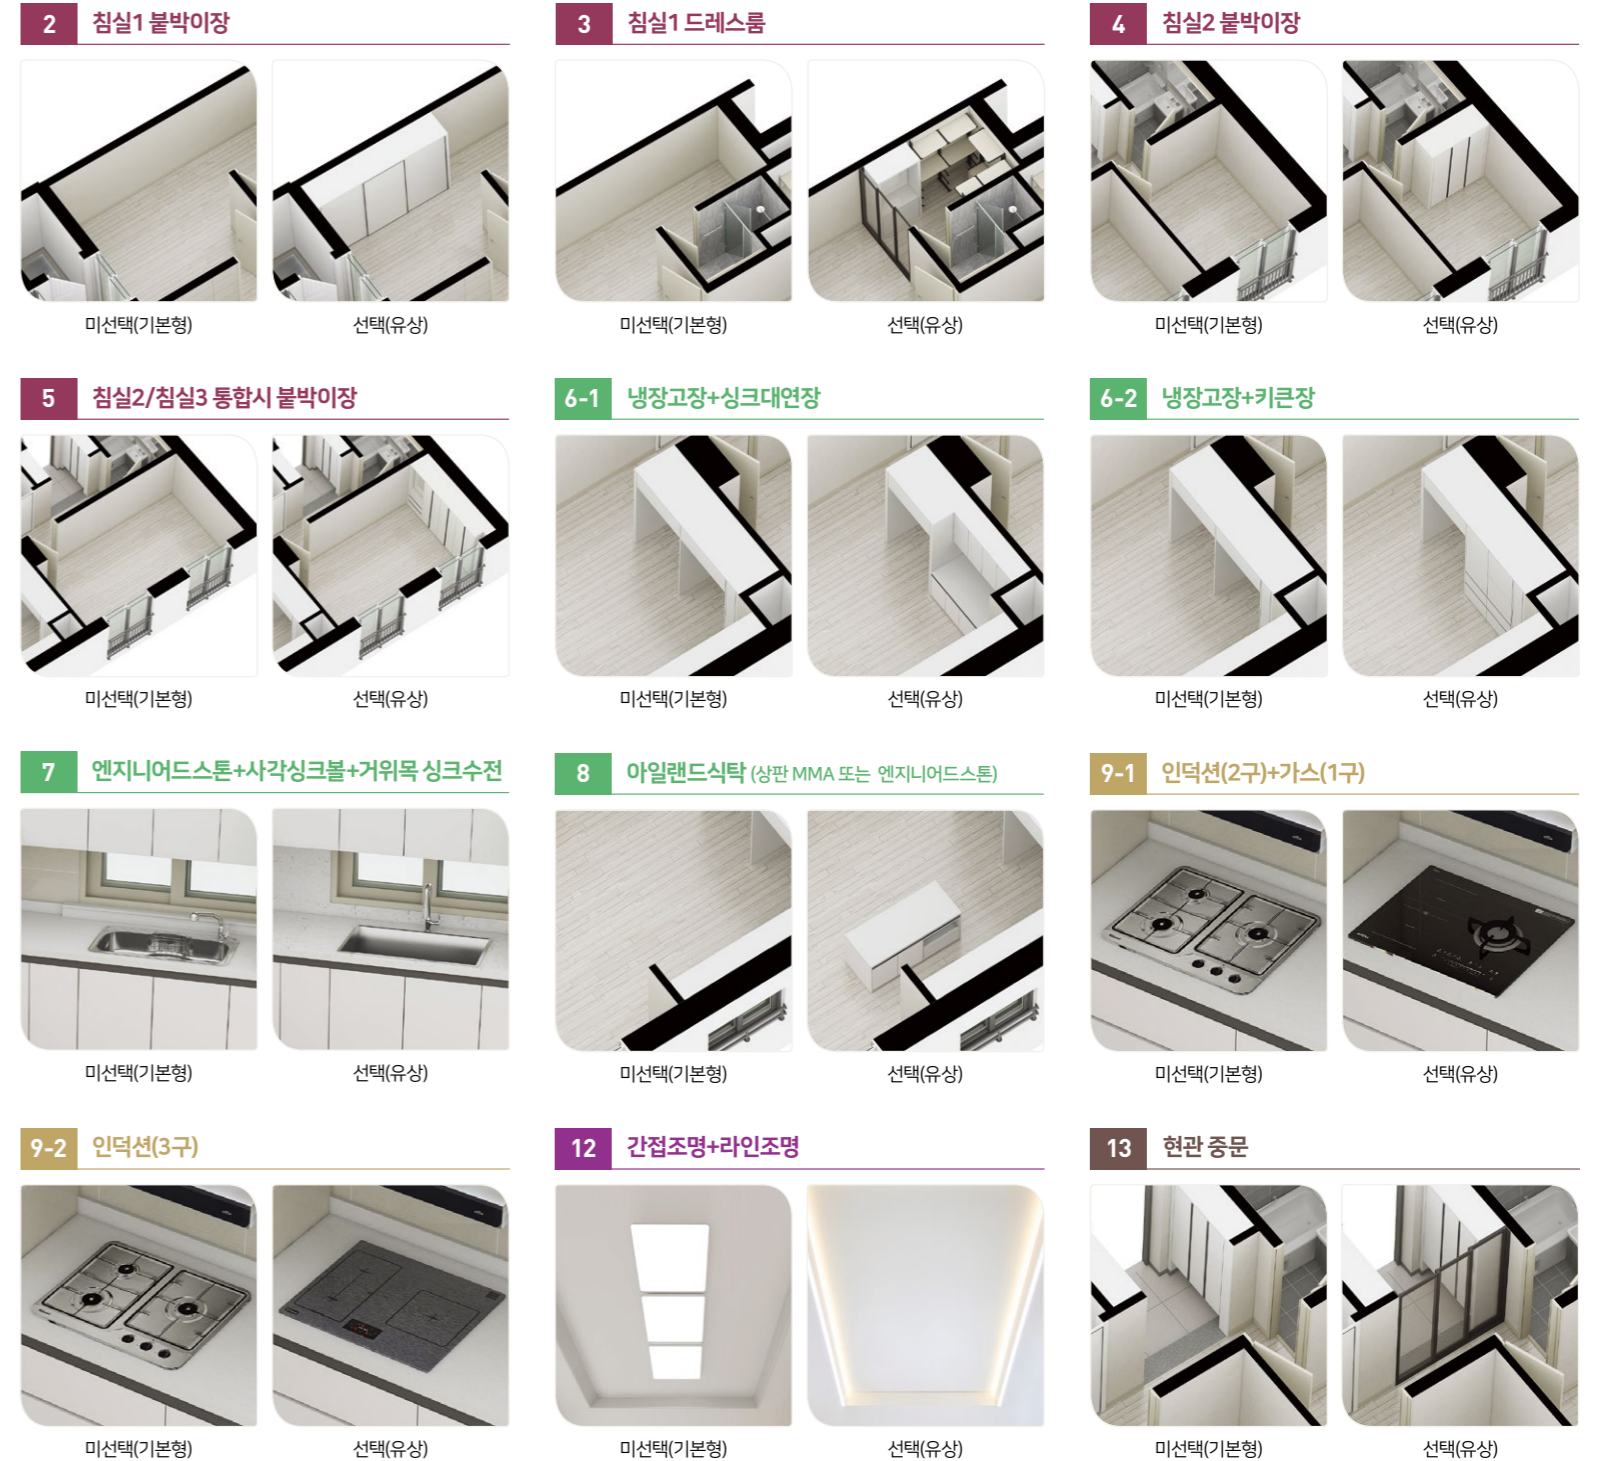 2 침실1 붙박이장
3 침실1 드레스룸
4 침실2 붙박이장
미선택(기본형) 선택(유상)
미선택(기본형) 선택(유상)
미선택(기본형) 선택(유상)
5 침실2/침실3 통합시 붙박이장
6-1 냉장고장+싱크대연장
6-2 냉장고장+키큰장
미선택(기본형) 선택(유상)
미선택(기본형) 선택(유상)
미선택(기본형) 선택(유상)
7 엔지니어드스톤+사각싱크볼+거위목 싱크수전
8 아일랜드식탁 (상판 MMA 또는 엔지니어드스톤)
9-1 인덕션(2구)+가스(1구)
미선택(기본형) 선택(유상)
미선택(기본형) 선택(유상)
미선택(기본형) 선택(유상)
9-2 인덕션(3구)
12 간접조명+라인조명
13 현관 중문
미선택(기본형) 선택(유상)
미선택(기본형) 선택(유상)
미선택(기본형) 선택(유상)